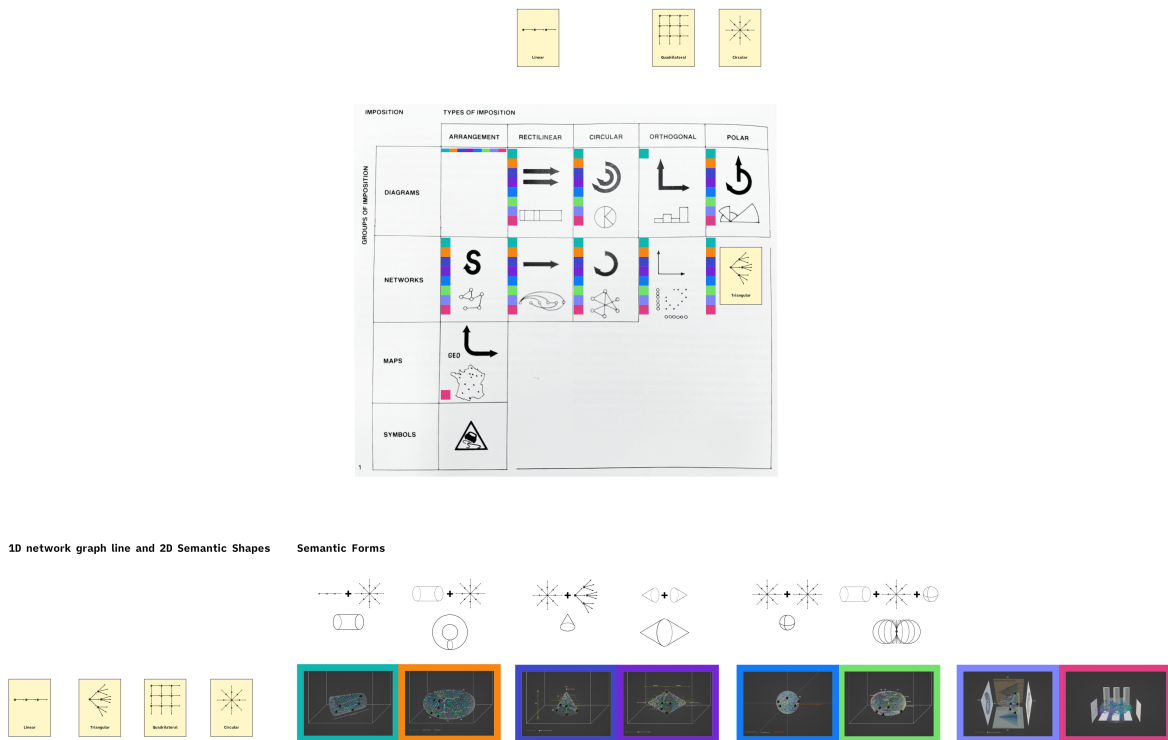 Linear
Quadrilateral
Circular
IMPOSITION
TYPES OF IMPOSITION
ARRANGEMENT
RECTILINEAR
CIRCULAR
ORTHOGONAL
POLAR
GROUPS OF IMPOSITION
DIAGRAMS
NETWORKS
Triangular
MAPS
GEO
SYMBOLS
1
1D network graph line and 2D Semantic Shapes
Semantic Forms
Linear
Triangular
Quadrilateral
Circular